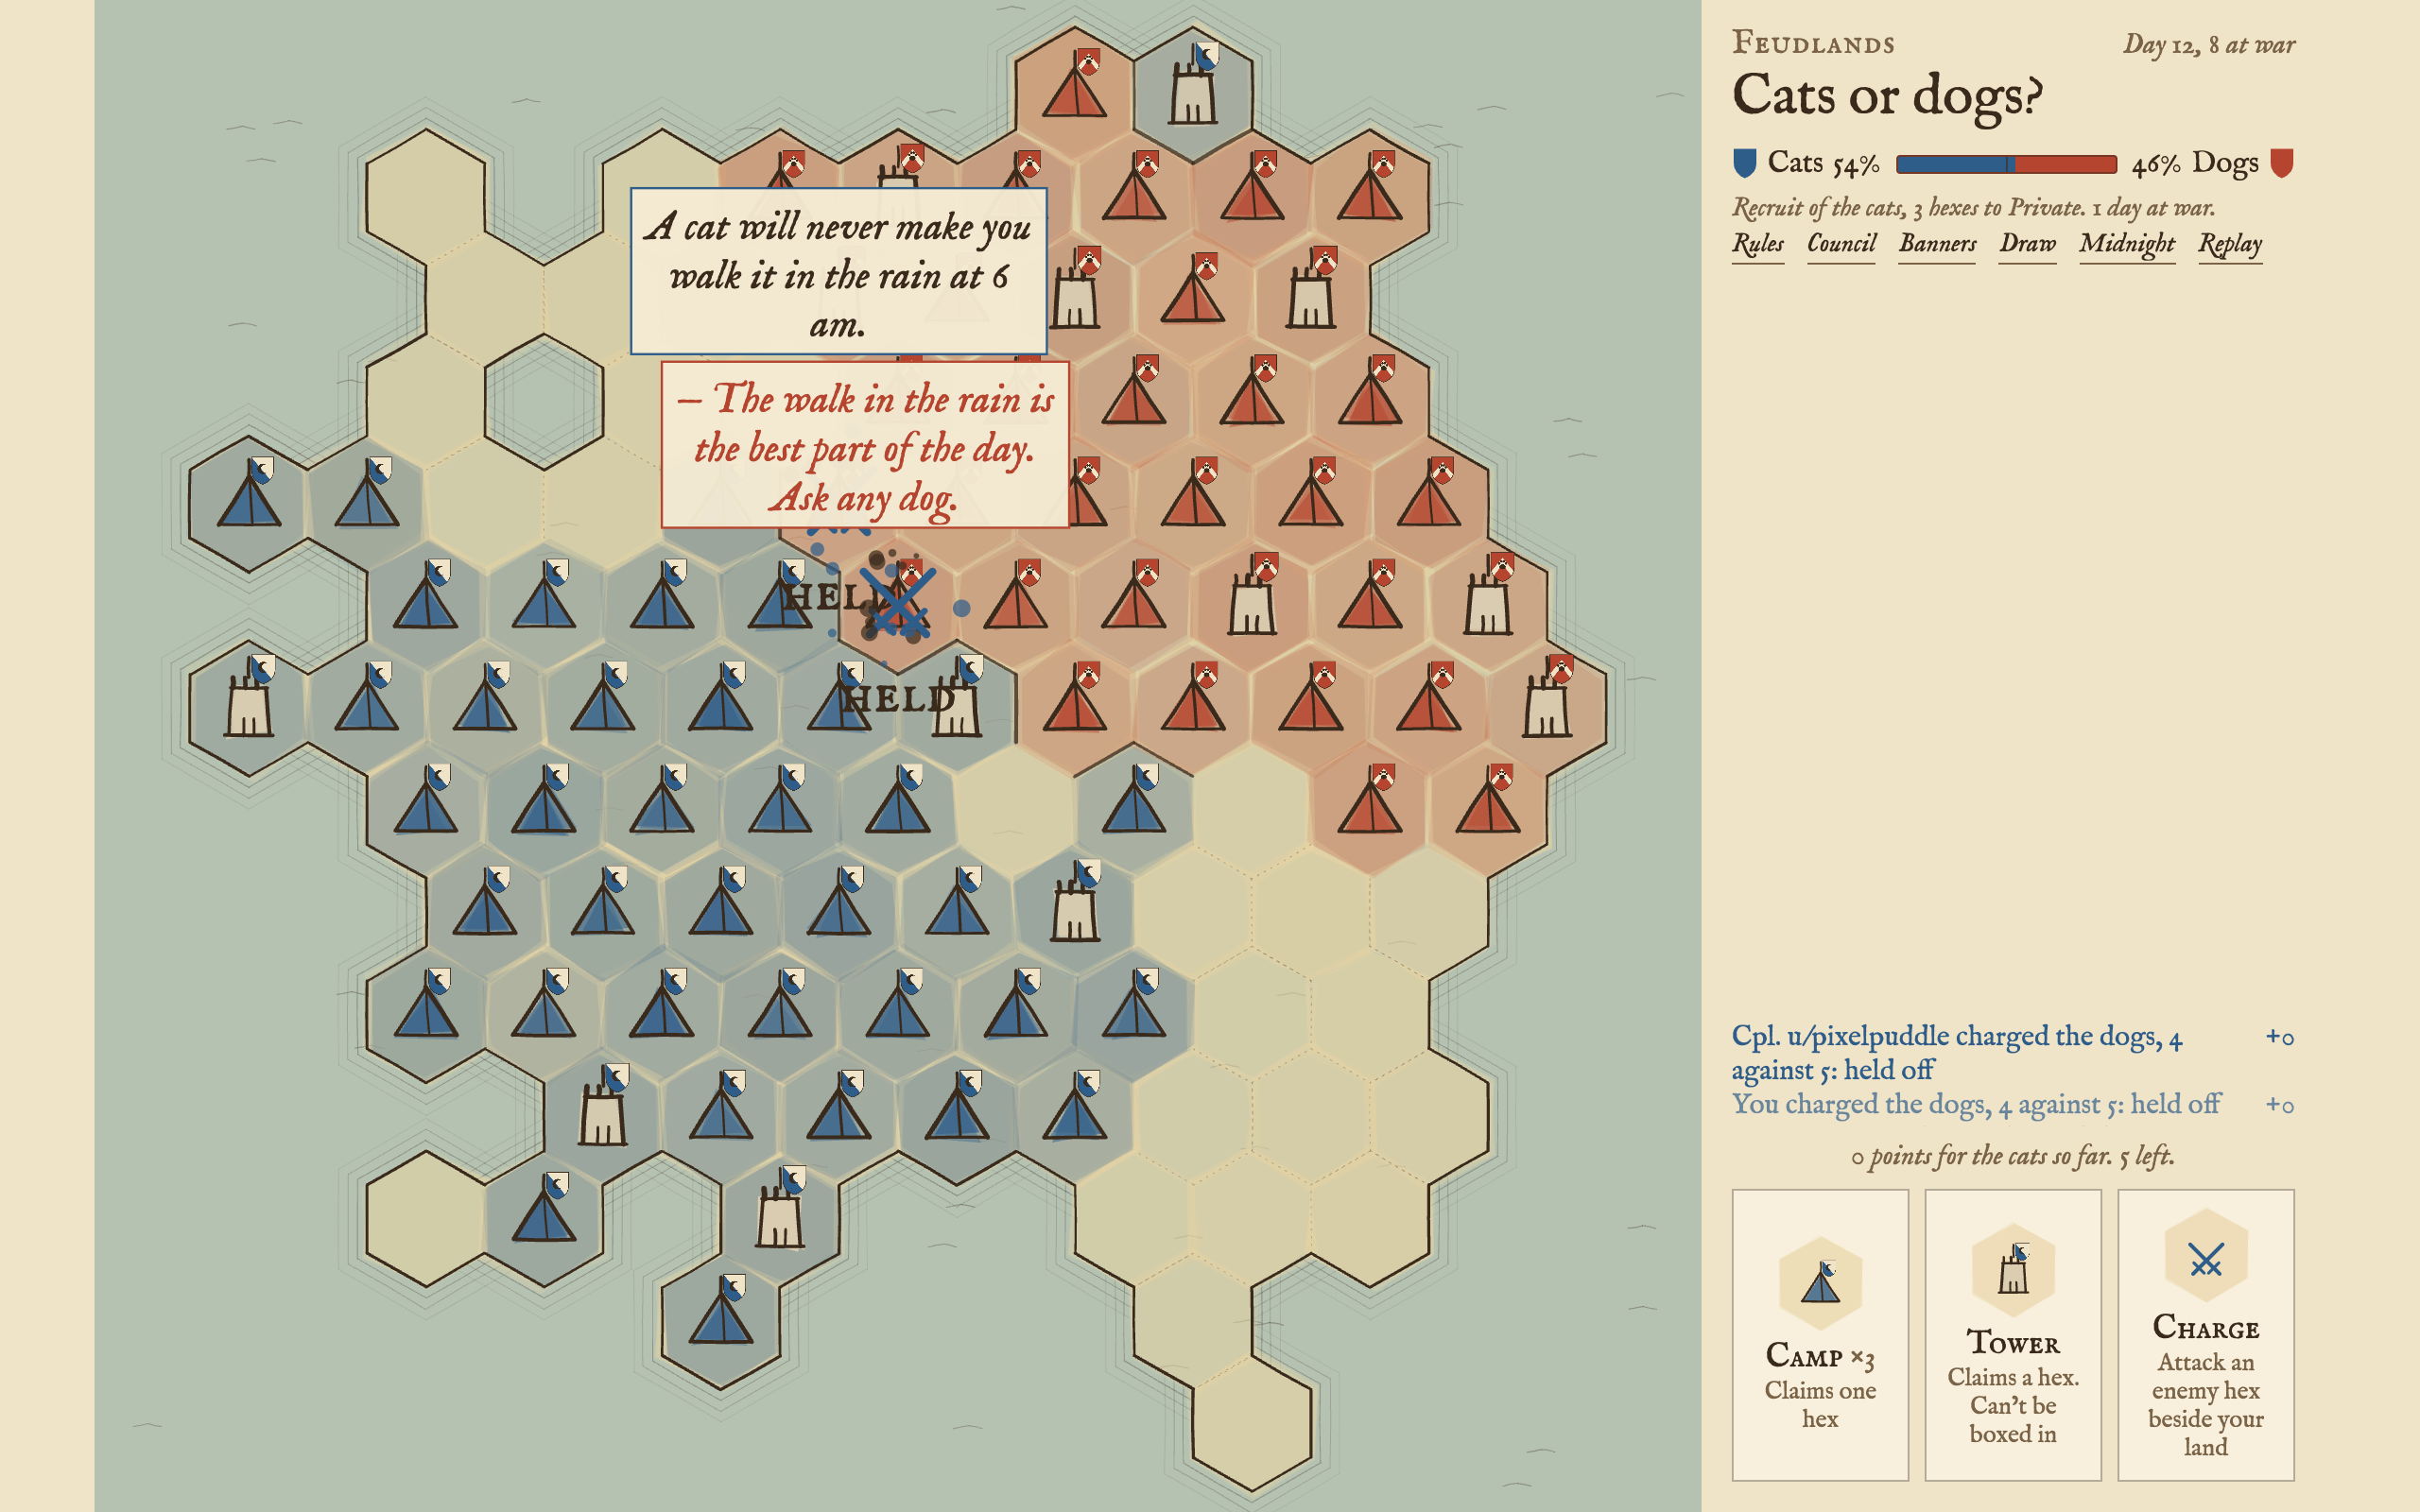 Feudlands
Day 12, 8 at war
Cats or dogs?
Cats 54%
46% Dogs
Recruit of the cats, 3 hexes to Private. 1 day at war.
Rules Council Banners Draw Midnight Replay
A cat will never make you
walk it in the rain at 6
am.
– The walk in the rain is
the best part of the day.
Ask any dog.
HELD
HELD
Cpl. u/pixelpuddle charged the dogs, 4 +0
against 5: held off
You charged the dogs, 4 against 5: held off +0
0 points for the cats so far. 5 left.
Camp ×3
Claims one
hex
Tower
Claims a hex.
Can't be
boxed in
Charge
Attack an
enemy hex
beside your
land